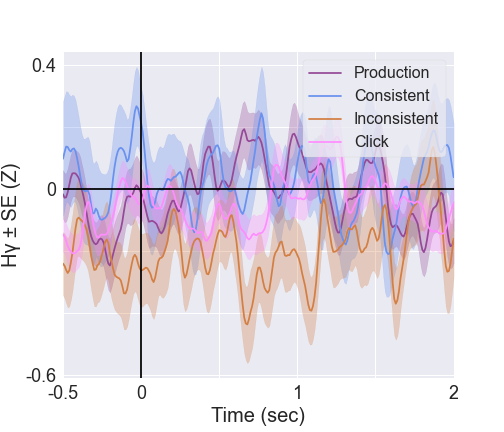 Production
Consistent
Inconsistent
Click
0.4
0
-0.6
Hγ ± SE (Z)
-0.5
0
1
2
Time (sec)